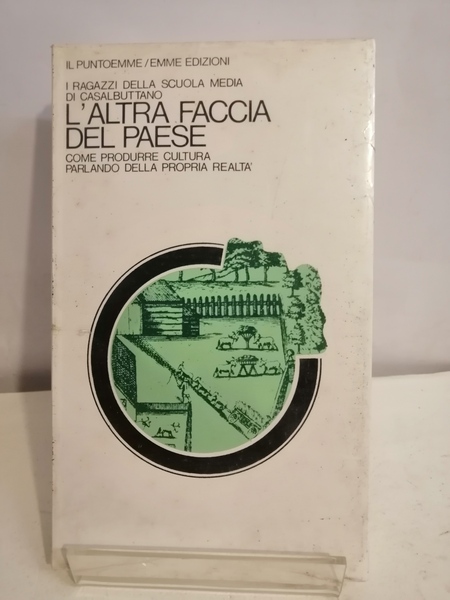 IL PUNTOEMME/EMME EDIZIONI
I RAGAZZI DELLA SCUOLA MEDIA
DI CASALBUTTANO
L'ALTRA FACCIA
DEL PAESE
COME PRODURRE CULTURA
PARLANDO DELLA PROPRIA REALTA'